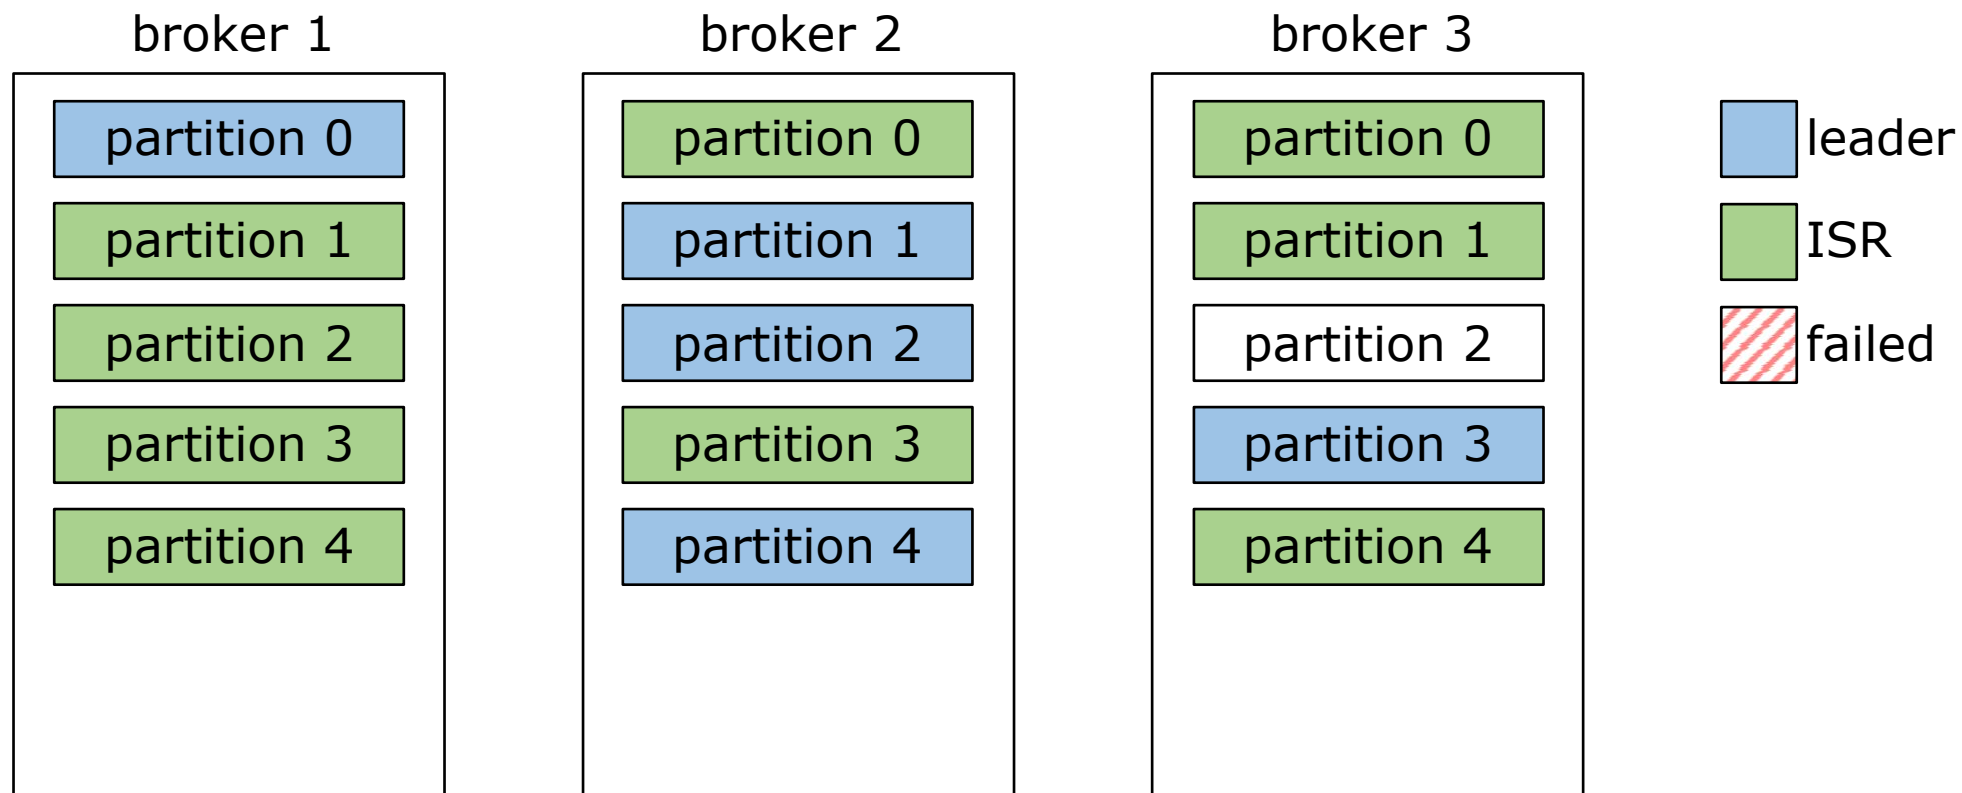 broker 1
partition 0
partition 1
partition 2
partition 3
partition 4
broker 2
partition 0
partition 1
partition 2
partition 3
partition 4
broker 3
partition 0
partition 1
partition 2
partition 3
partition 4
leader
ISR
failed